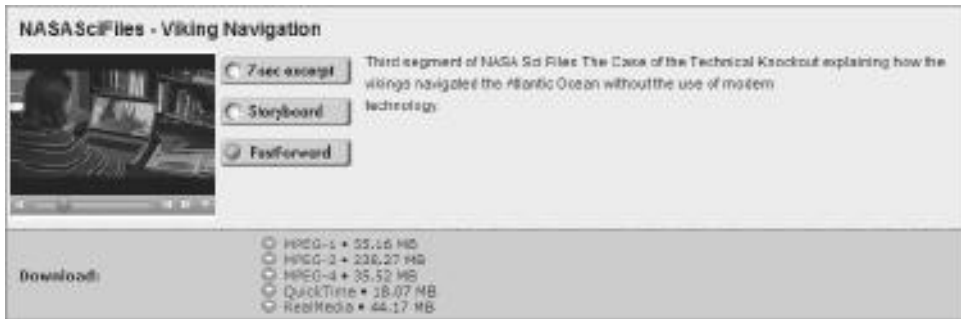 NASASciFiles - Viking Navigation
7 sec excerpt
Storyboard
FastForward
Third segment of NASA Sci Files The Case of the Technical Knockout explaining how the
vikings navigated the Atlantic Ocean without the use of modern
technology.
Download:
MPEG-1 • 55.16 MB
MPEG-2 • 236.27 MB
MPEG-4 • 35.52 MB
QuickTime • 18.07 MB
RealMedia • 44.17 MB